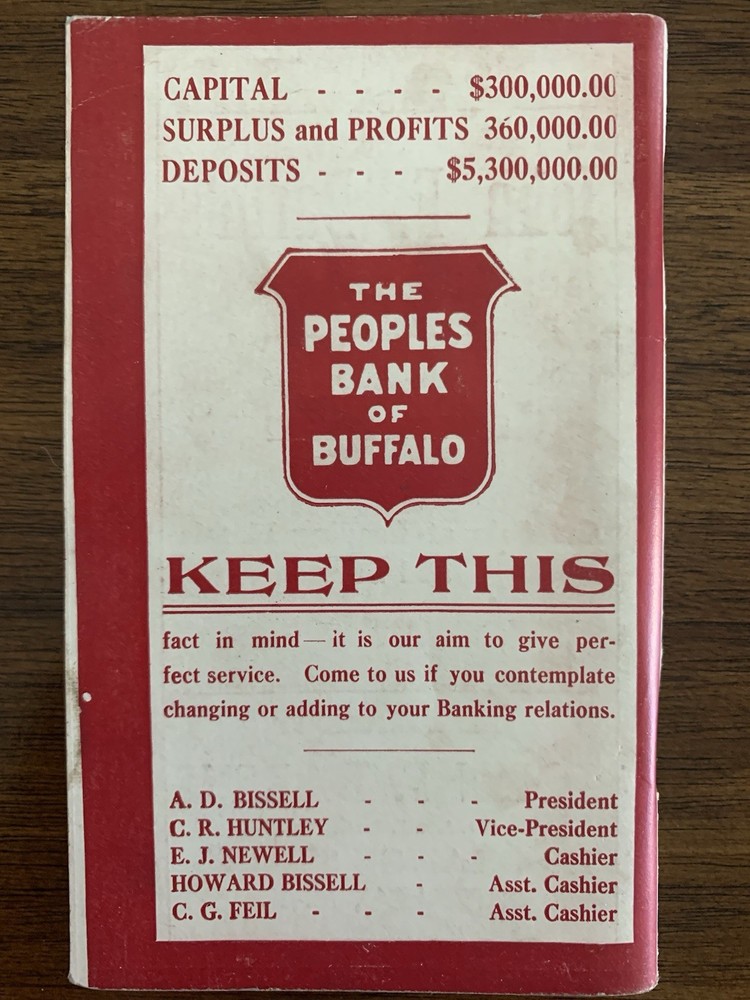 CAPITAL - - - - $300,000.00
SURPLUS and PROFITS 360,000.00
DEPOSITS - - - $5,300,000.00
THE
PEOPLES
BANK
OF
BUFFALO
KEEP THIS
fact in mind—it is our aim to give per-
fect service. Come to us if you contemplate
changing or adding to your Banking relations.
A. D. BISSELL - - - President
C. R. HUNTLEY - - Vice-President
E. J. NEWELL - - - Cashier
HOWARD BISSELL - Asst. Cashier
C. G. FEIL - - - Asst. Cashier